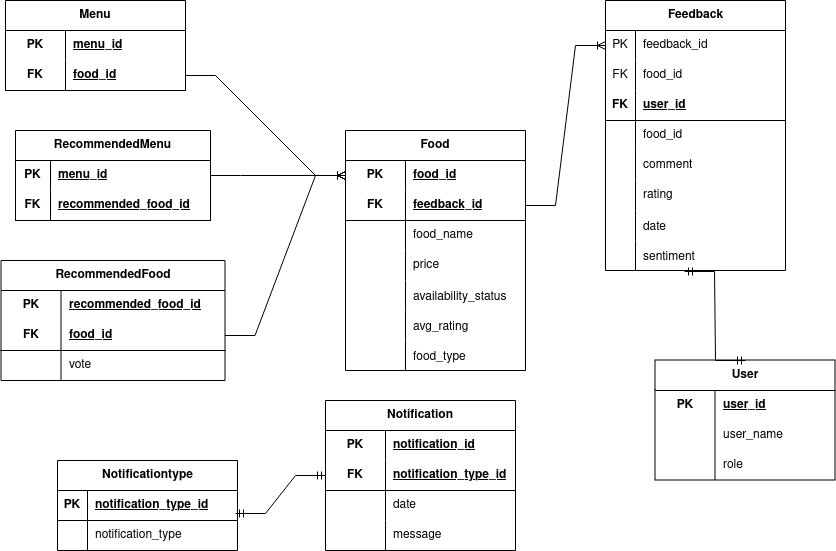 Menu
PK menu_id
FK food_id
RecommendedMenu
PK menu_id
FK recommended_food_id
RecommendedFood
PK recommended_food_id
FK food_id
vote
Food
PK food_id
FK feedback_id
food_name
price
availability_status
avg_rating
food_type
Feedback
PK feedback_id
FK food_id
FK user_id
food_id
comment
rating
date
sentiment
User
PK user_id
user_name
role
Notification
PK notification_id
FK notification_type_id
date
message
Notificationtype
PK notification_type_id
notification_type